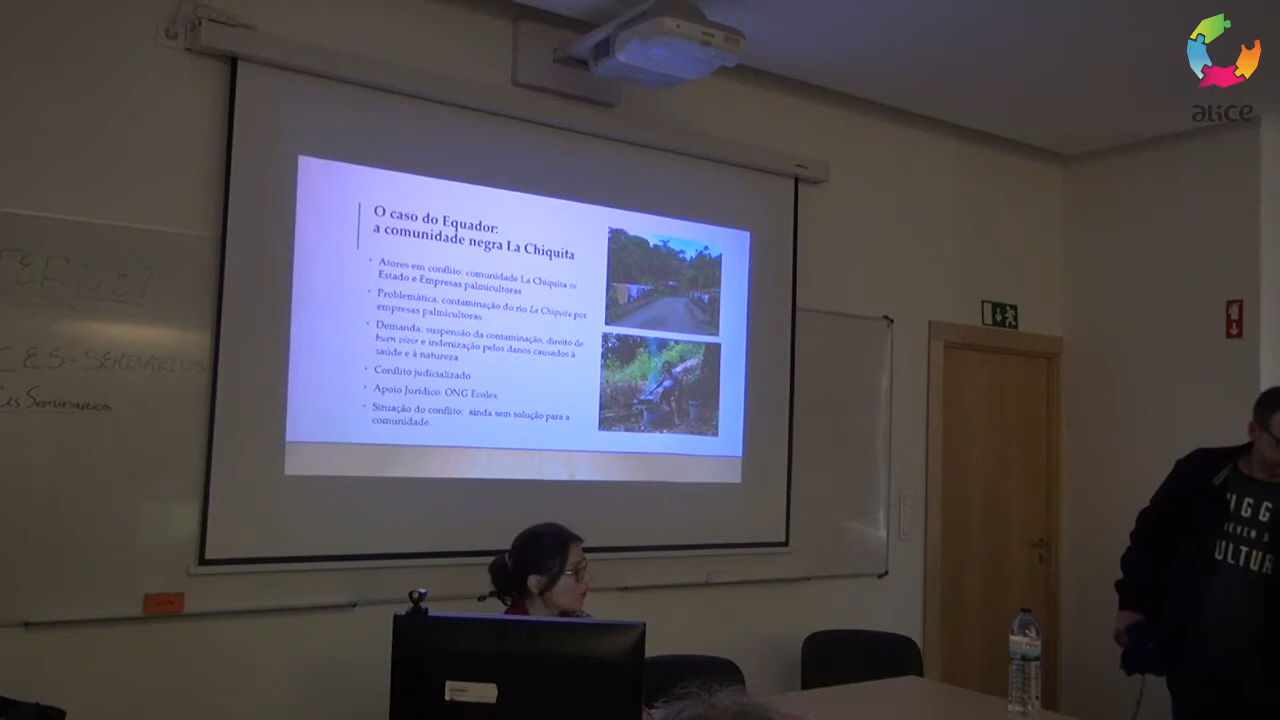 alice
O caso do Equador:
a comunidade negra La Chiquita
• Atores em conflito: comunidade La Chiquita vs
Estado e Empresas palmicultoras
• Problemática: contaminação do rio La Chiquita por
empresas palmicultoras
• Demanda: suspensão da contaminação, direito de
buen vivir e indenização pelos danos causados à
saúde e à natureza
• Conflito judicializado
• Apoio Jurídico: ONG Ecolex
• Situação do conflito: ainda sem solução para a
comunidade.
CES-SEMINARIOS
Seminarios